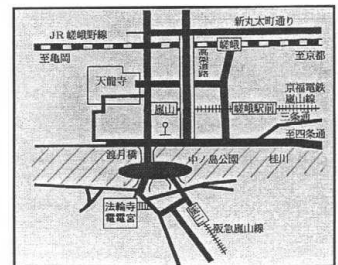 新丸太町通り
JR嵯峨野線
嵯峨
至亀岡
至京都
高架道路
天龍寺
京福電鉄
嵐山線
嵐山
嵯峨駅前
三条通
至四条通
渡月橋
中ノ島公園
桂川
法輪寺
電電宮
嵐山
阪急嵐山線